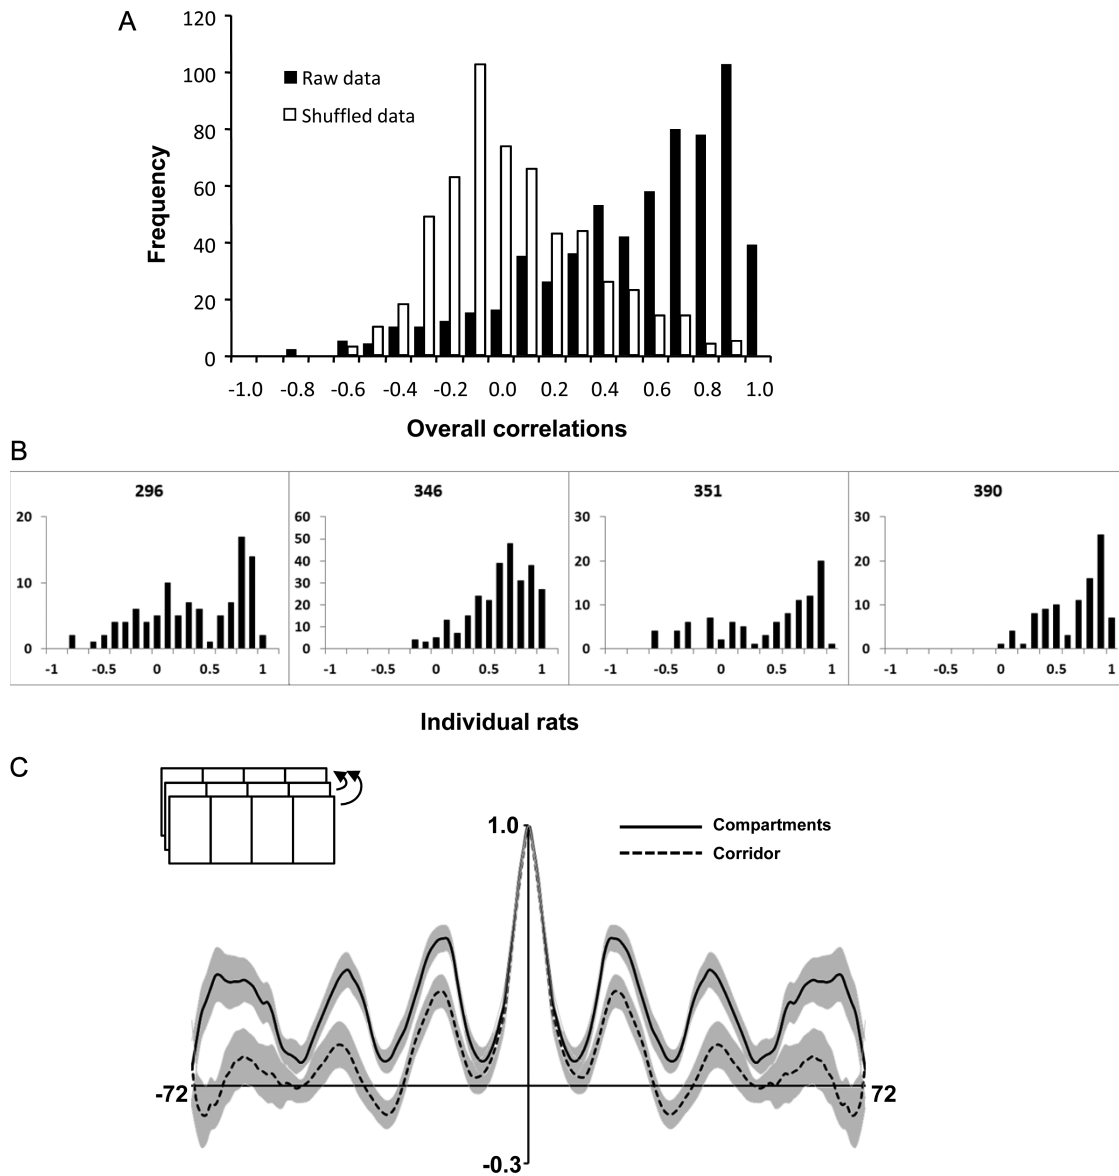 A
120
100
80
60
40
20
0
Frequency
Raw data
Shuffled data
-1.0 -0.8 -0.6 -0.4 -0.2 0.0 0.2 0.4 0.6 0.8 1.0
Overall correlations
B
296 346 351 390
20
10
0
-1 -0.5 0 0.5 1
60
50
40
30
20
10
0
-1 -0.5 0 0.5 1
30
20
10
0
-1 -0.5 0 0.5 1
30
20
10
0
-1 -0.5 0 0.5 1
Individual rats
C
1.0
Compartments
Corridor
-72 72
-0.3